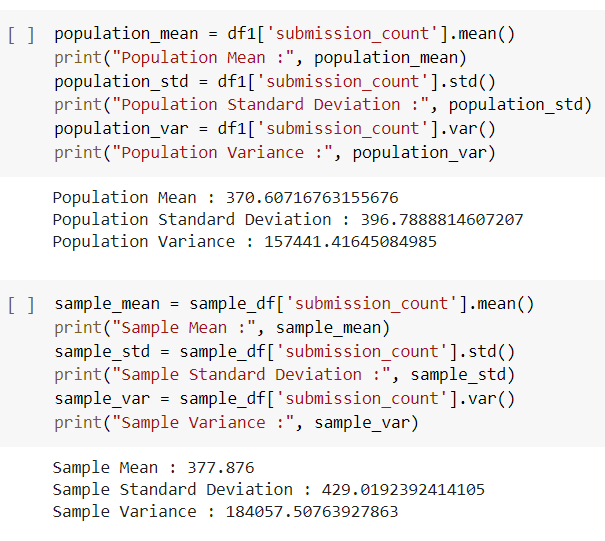 [ ] population_mean = df1['submission_count'].mean()
print("Population Mean :", population_mean)
population_std = df1['submission_count'].std()
print("Population Standard Deviation :", population_std)
population_var = df1['submission_count'].var()
print("Population Variance :", population_var)
Population Mean : 370.60716763155676
Population Standard Deviation : 396.7888814607207
Population Variance : 157441.41645084985
[ ] sample_mean = sample_df['submission_count'].mean()
print("Sample Mean :", sample_mean)
sample_std = sample_df['submission_count'].std()
print("Sample Standard Deviation :", sample_std)
sample_var = sample_df['submission_count'].var()
print("Sample Variance :", sample_var)
Sample Mean : 377.876
Sample Standard Deviation : 429.0192392414105
Sample Variance : 184057.50763927863